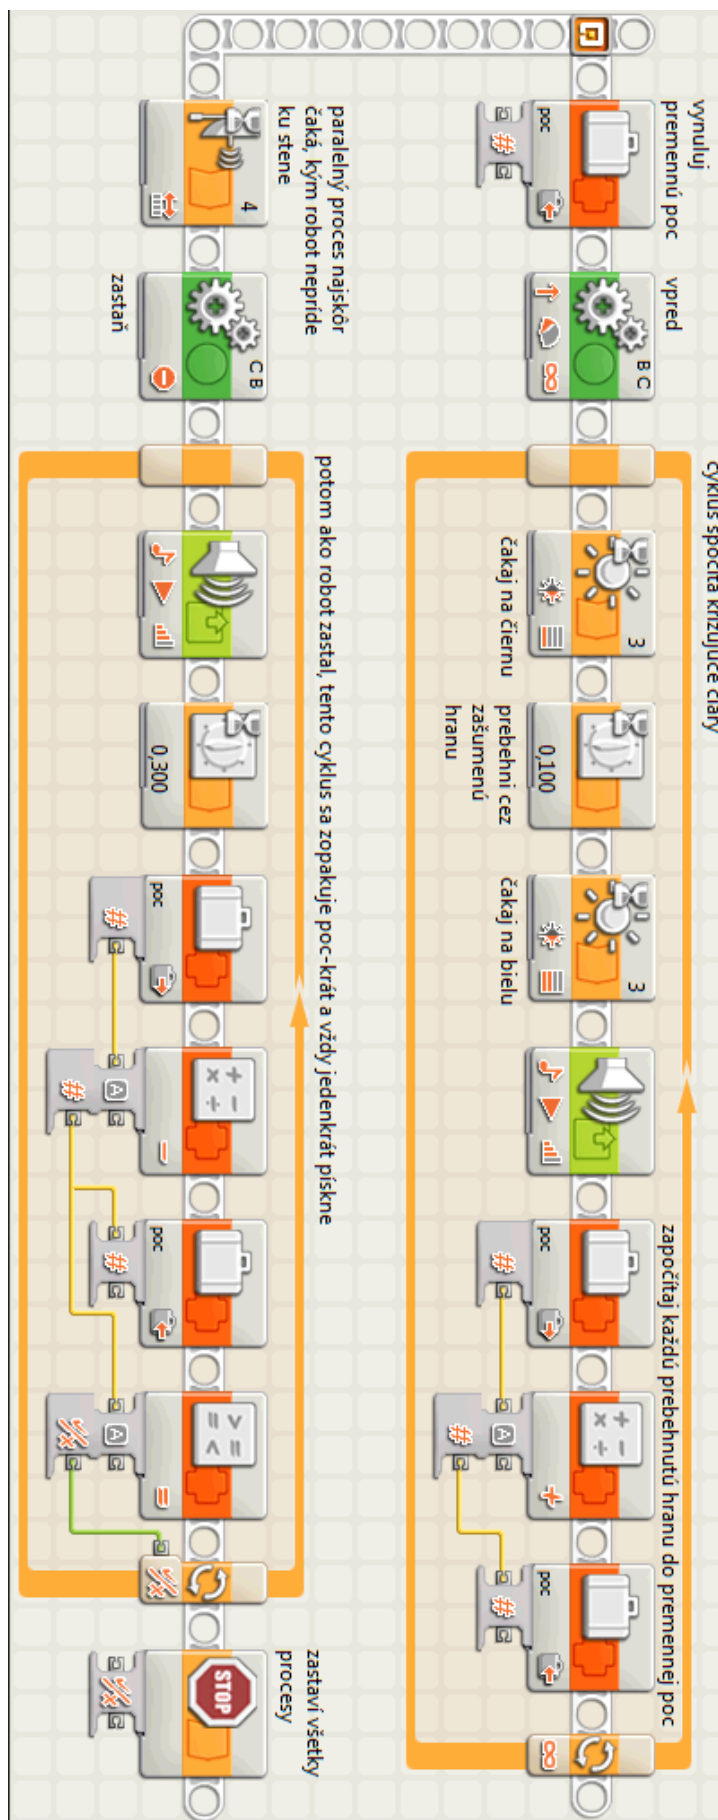 cyklus spočíta križujúce čiary
vynuluj
premennú poc
vpred
čakaj na čiernu
prebehni cez
zašumenú
hranu
čakaj na bielu
započítaj každú prebehnutú hranu do premennej poc
poc
B C
3
0,100
3
poc
poc
paralelný proces najskôr
čaká, kým robot nepríde
ku stene
zastaň
potom ako robot zastal, tento cyklus sa zopakuje poc-krát a vždy jedenkrát pískne
4
C B
0,300
poc
A
poc
A
A
STOP
zastaví všetky
procesy